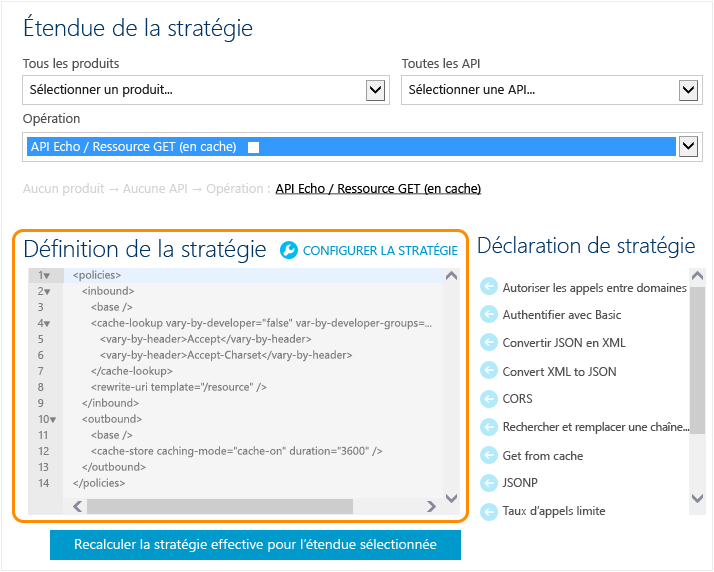 Étendue de la stratégie
Tous les produits
Toutes les API
Sélectionner un produit...
Sélectionner une API...
Opération
API Echo / Ressource GET (en cache)
Aucun produit → Aucune API → Opération : API Echo / Ressource GET (en cache)
Définition de la stratégie
CONFIGURER LA STRATÉGIE
1 <policies>
2 <inbound>
3 <base />
4 <cache-lookup vary-by-developer="false" var-by-developer-groups=...
5 <vary-by-header>Accept</vary-by-header>
6 <vary-by-header>Accept-Charset</vary-by-header>
7 </cache-lookup>
8 <rewrite-uri template="/resource" />
9 </inbound>
10 <outbound>
11 <base />
12 <cache-store caching-mode="cache-on" duration="3600" />
13 </outbound>
14 </policies>
Déclaration de stratégie
Autoriser les appels entre domaines
Authentifier avec Basic
Convertir JSON en XML
Convert XML to JSON
CORS
Rechercher et remplacer une chaîne...
Get from cache
JSONP
Taux d'appels limite
Recalculer la stratégie effective pour l'étendue sélectionnée